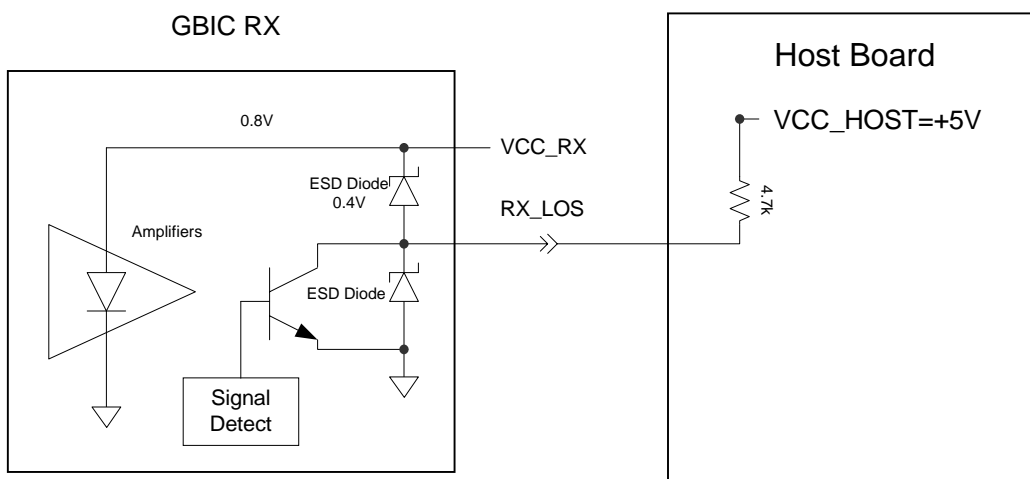 GBIC RX
Host Board
0.8V
VCC_HOST=+5V
VCC_RX
ESD Diode
0.4V
4.7k
RX_LOS
Amplifiers
ESD Diode
Signal
Detect